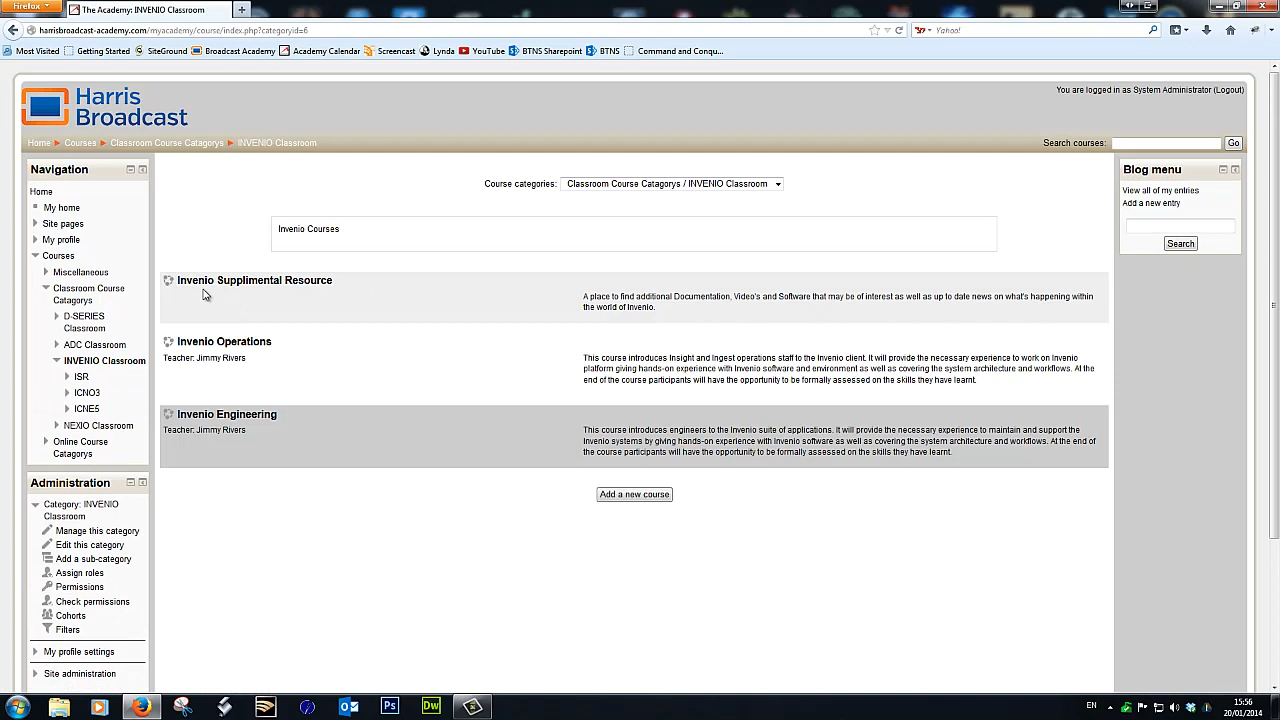 Firefox
The Academy: INVENIO Classroom
harrisbroadcast-academy.com/myacademy/course/index.php?categoryid=6
Yahoo!
Most Visited
Getting Started
SiteGround
Broadcast Academy
Academy Calendar
Screencast
Lynda
YouTube
BTNS Sharepoint
BTNS
Command and Conqu...
Harris
Broadcast
You are logged in as System Administrator (Logout)
Home
Courses
Classroom Course Catagorys
INVENIO Classroom
Search courses:
Go
Navigation
Home
My home
Site pages
My profile
Courses
Miscellaneous
Classroom Course
Catagorys
D-SERIES
Classroom
ADC Classroom
INVENIO Classroom
ISR
ICNO3
ICNE5
NEXIO Classroom
Online Course
Catagorys
Administration
Category: INVENIO
Classroom
Manage this category
Edit this category
Add a sub-category
Assign roles
Permissions
Check permissions
Cohorts
Filters
My profile settings
Site administration
Course categories:
Classroom Course Catagorys / INVENIO Classroom
Invenio Courses
Invenio Supplimental Resource
A place to find additional Documentation, Video's and Software that may be of interest as well as up to date news on what's happening within
the world of Invenio.
Invenio Operations
Teacher: Jimmy Rivers
This course introduces Insight and Ingest operations staff to the Invenio client. It will provide the necessary experience to work on Invenio
platform giving hands-on experience with Invenio software and environment as well as covering the system architecture and workflows. At the
end of the course participants will have the opportunity to be formally assessed on the skills they have learnt.
Invenio Engineering
Teacher: Jimmy Rivers
This course introduces engineers to the Invenio suite of applications. It will provide the necessary experience to maintain and support the
Invenio systems by giving hands-on experience with Invenio software as well as covering the system architecture and workflows. At the end of
the course participants will have the opportunity to be formally assessed on the skills they have learnt.
Add a new course
Blog menu
View all of my entries
Add a new entry
Search
Ps
Dw
EN
15:56
20/01/2014